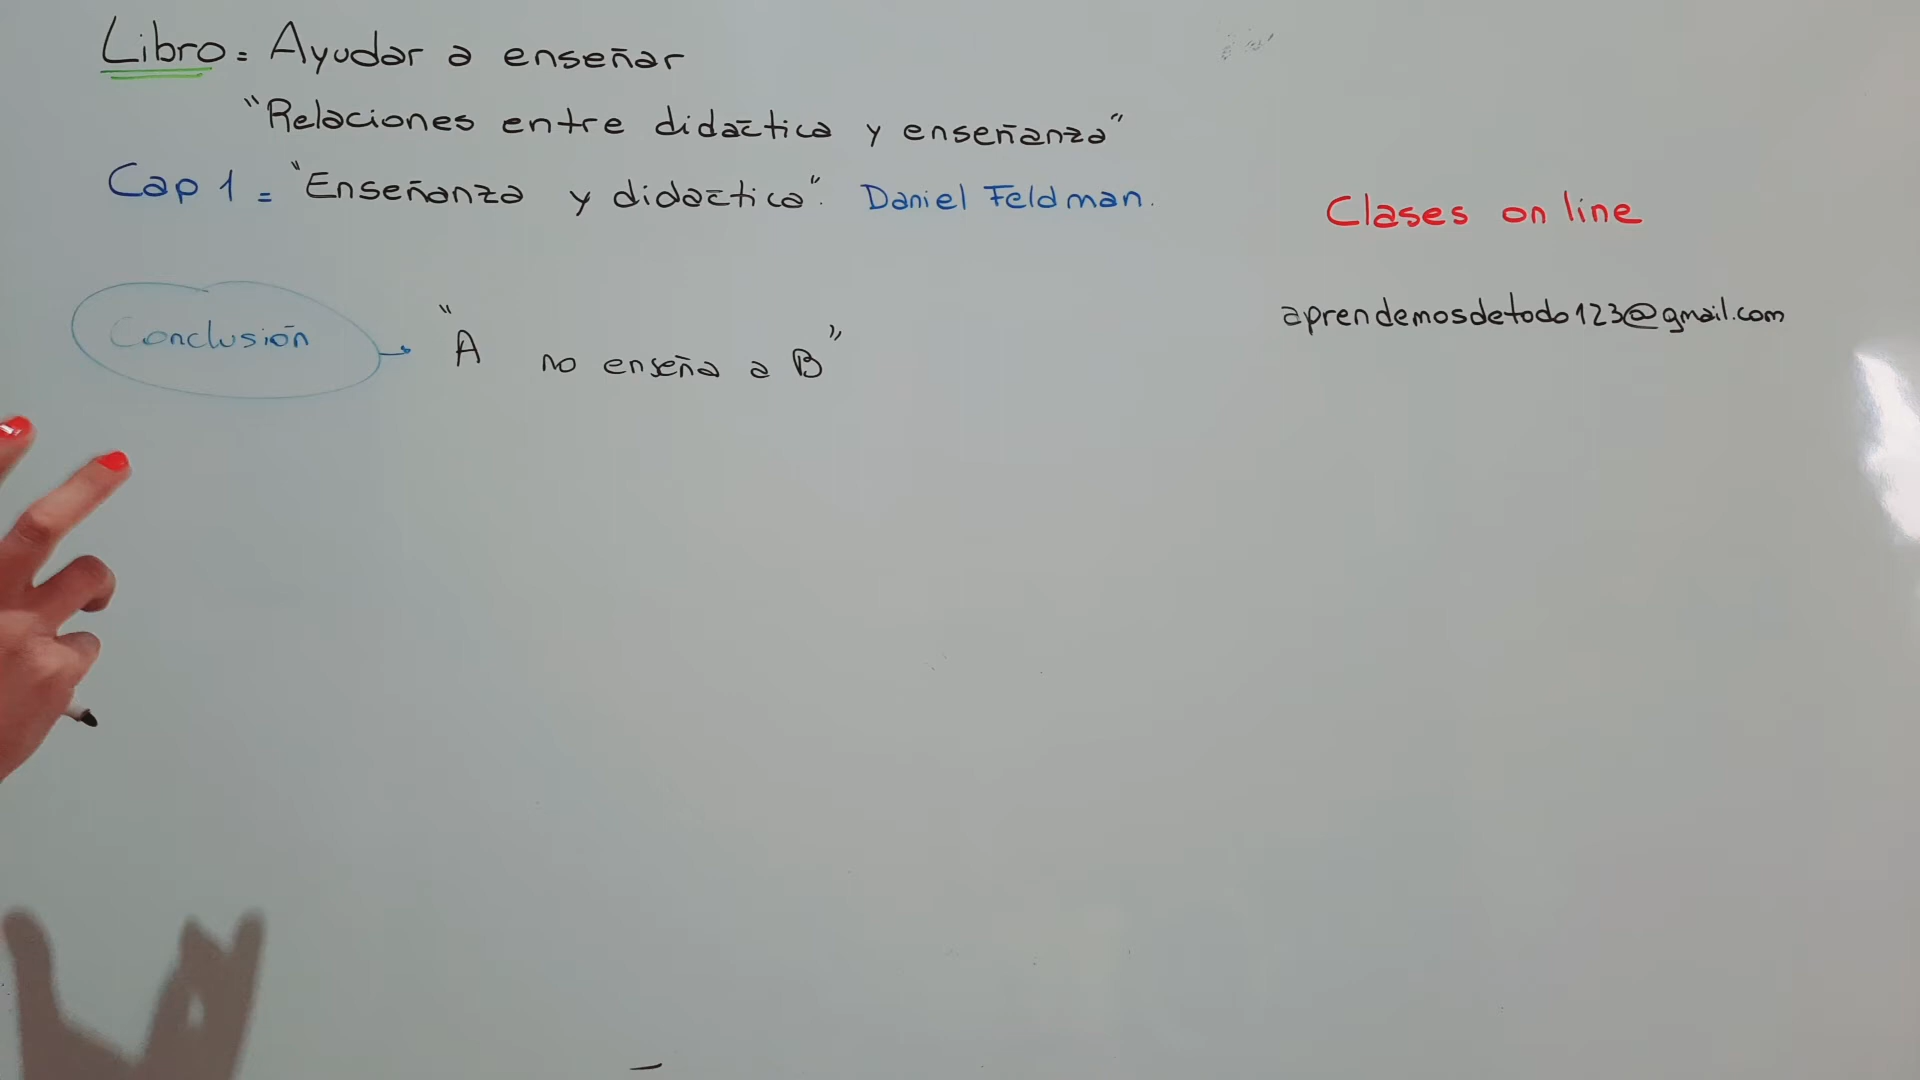 Libro = Ayudar a enseñar
"Relaciones entre didáctica y enseñanza"
Cap 1 = "Enseñanza y didáctica". Daniel Feldman.
Clases on line
aprendemosdetodo123@gmail.com
Conclusión → "A no enseña a B"